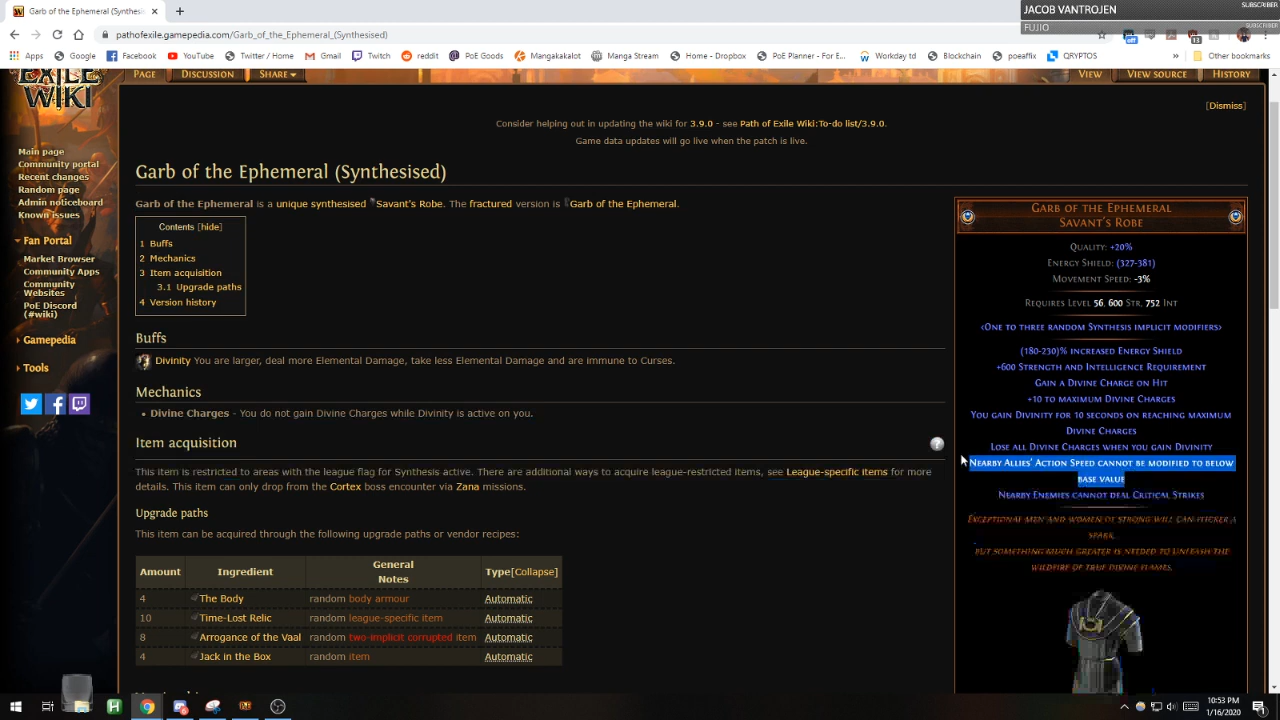 Garb of the Ephemeral (Synthesis
JACOB VANTROJEN
SUBSCRIBER
FUJIO
SUBSCRIBER
pathofexile.gamepedia.com/Garb_of_the_Ephemeral_(Synthesised)
off
13
Apps Google Facebook YouTube Twitter / Home Gmail Twitch reddit PoE Goods Mangakakalot Manga Stream Home - Dropbox PoE Planner - For E... Workday td Blockchain poeaffix QRYPTOS » Other bookmarks
EXILE
WIKI
PAGE DISCUSSION SHARE
VIEW VIEW SOURCE HISTORY
[Dismiss]
Consider helping out in updating the wiki for 3.9.0 - see Path of Exile Wiki:To-do list/3.9.0.
Game data updates will go live when the patch is live.
Main page
Community portal
Recent changes
Random page
Admin noticeboard
Known issues
Fan Portal
Market Browser
Community Apps
Community
Websites
PoE Discord
(#wiki)
Gamepedia
Tools
Garb of the Ephemeral (Synthesised)
Garb of the Ephemeral is a unique synthesised Savant's Robe. The fractured version is Garb of the Ephemeral.
Contents [hide]
1 Buffs
2 Mechanics
3 Item acquisition
3.1 Upgrade paths
4 Version history
Buffs
Divinity You are larger, deal more Elemental Damage, take less Elemental Damage and are immune to Curses.
Mechanics
• Divine Charges - You do not gain Divine Charges while Divinity is active on you.
Item acquisition
?
This item is restricted to areas with the league flag for Synthesis active. There are additional ways to acquire league-restricted items, see League-specific items for more
details. This item can only drop from the Cortex boss encounter via Zana missions.
Upgrade paths
This item can be acquired through the following upgrade paths or vendor recipes:
Amount Ingredient General Notes Type[Collapse]
4 The Body random body armour Automatic
10 Time-Lost Relic random league-specific item Automatic
8 Arrogance of the Vaal random two-implicit corrupted item Automatic
4 Jack in the Box random item Automatic
GARB OF THE EPHEMERAL
SAVANT'S ROBE
QUALITY: +20%
ENERGY SHIELD: (327-381)
MOVEMENT SPEED: -3%
REQUIRES LEVEL 56, 600 STR, 752 INT
<ONE TO THREE RANDOM SYNTHESIS IMPLICIT MODIFIERS>
(180-230)% INCREASED ENERGY SHIELD
+600 STRENGTH AND INTELLIGENCE REQUIREMENT
GAIN A DIVINE CHARGE ON HIT
+10 TO MAXIMUM DIVINE CHARGES
YOU GAIN DIVINITY FOR 10 SECONDS ON REACHING MAXIMUM
DIVINE CHARGES
LOSE ALL DIVINE CHARGES WHEN YOU GAIN DIVINITY
NEARBY ALLIES' ACTION SPEED CANNOT BE MODIFIED TO BELOW
BASE VALUE
NEARBY ENEMIES CANNOT DEAL CRITICAL STRIKES
EXCEPTIONAL MEN AND WOMEN OF STRONG WILL CAN FLICKER A
SPARK,
BUT SOMETHING MUCH GREATER IS NEEDED TO UNLEASH THE
WILDFIRE OF TRUE DIVINE FLAMES.
10:53 PM
1/16/2020